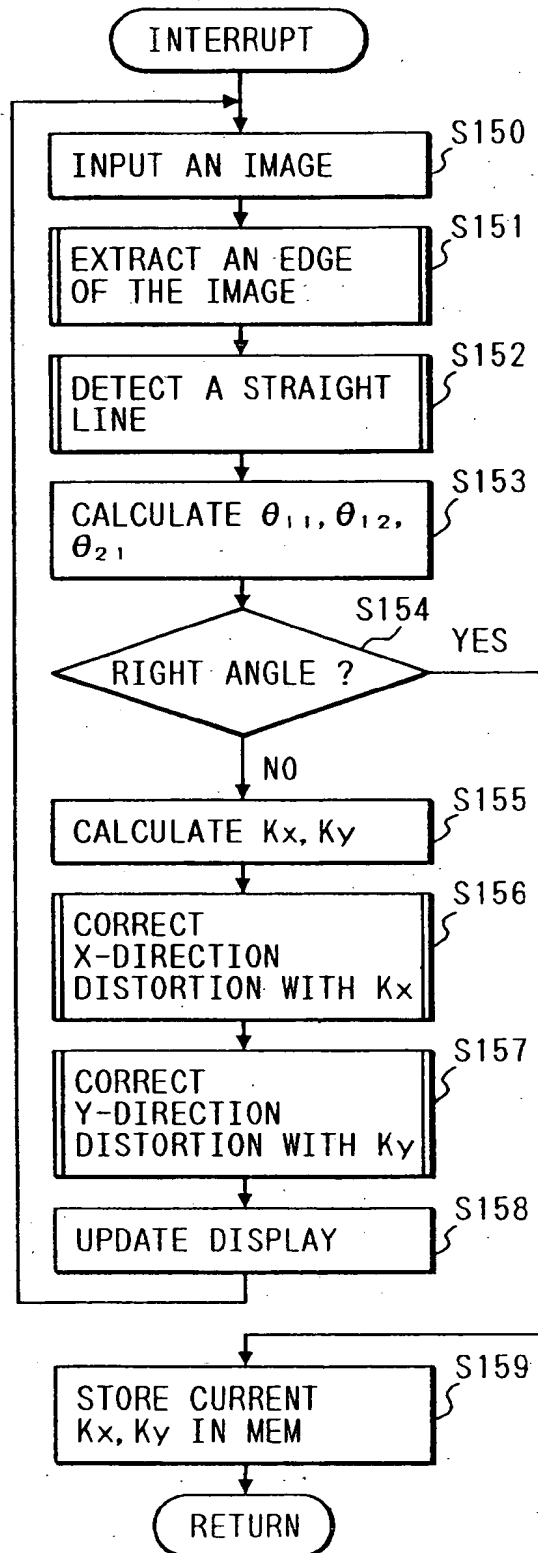 INTERRUPT
S150
INPUT AN IMAGE
S151
EXTRACT AN EDGE
OF THE IMAGE
S152
DETECT A STRAIGHT
LINE
S153
CALCULATE θ11, θ12,
θ21
S154
YES
RIGHT ANGLE ?
NO
S155
CALCULATE Kx, Ky
S156
CORRECT
X-DIRECTION
DISTORTION WITH Kx
S157
CORRECT
Y-DIRECTION
DISTORTION WITH Ky
S158
UPDATE DISPLAY
S159
STORE CURRENT
Kx, Ky IN MEM
RETURN